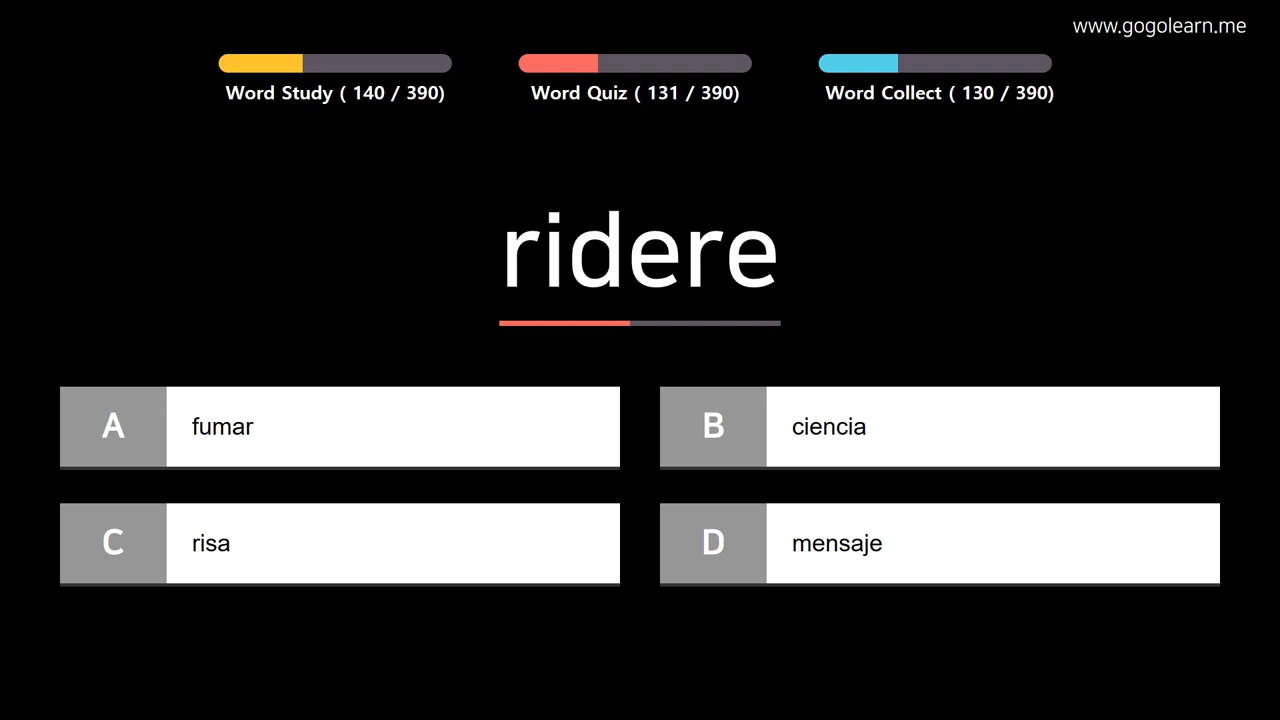 www.gogolearn.me
Word Study ( 140 / 390)
Word Quiz ( 131 / 390)
Word Collect ( 130 / 390)
ridere
A fumar
B ciencia
C risa
D mensaje